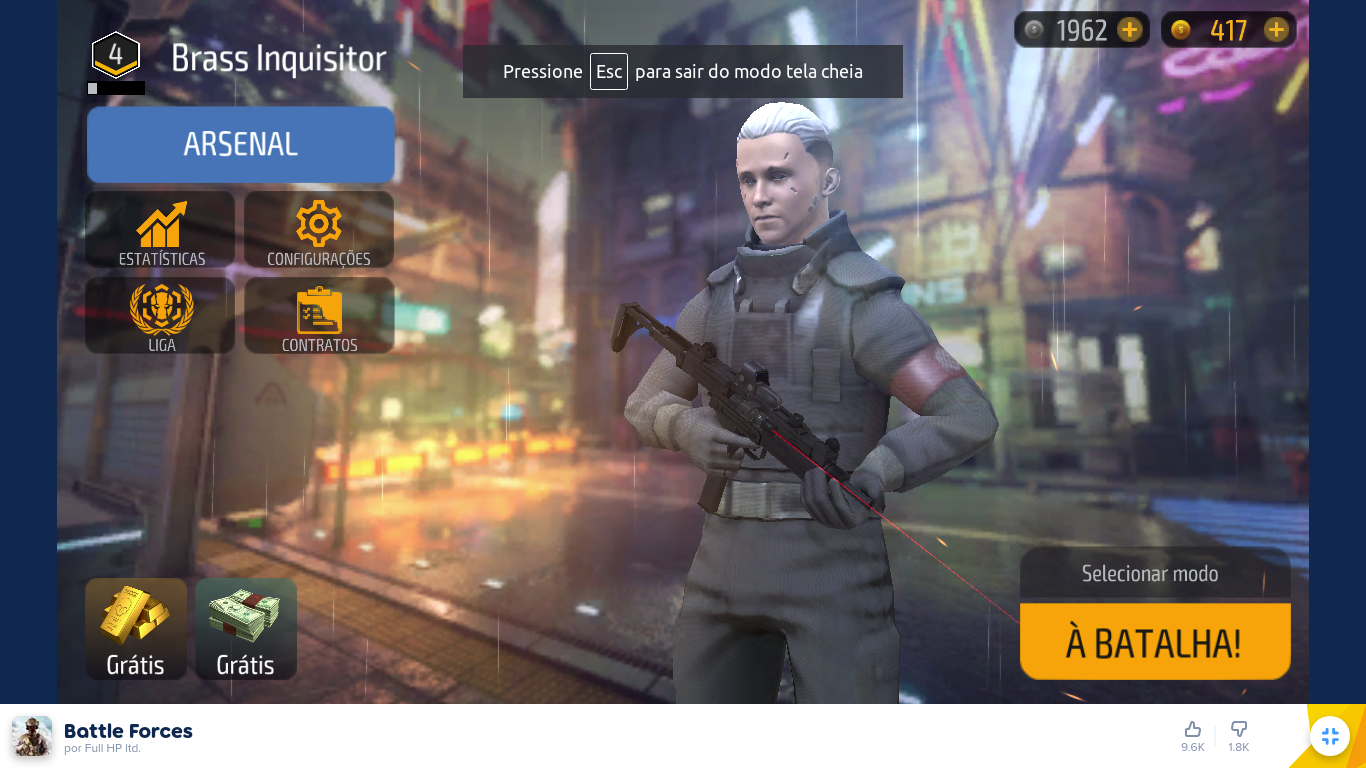 4
Brass Inquisitor
Pressione Esc para sair do modo tela cheia
1962
417
ARSENAL
ESTATÍSTICAS
CONFIGURAÇÕES
LIGA
CONTRATOS
Grátis
Grátis
Selecionar modo
À BATALHA!
Battle Forces
por Full HP ltd.
9.6K
1.8K